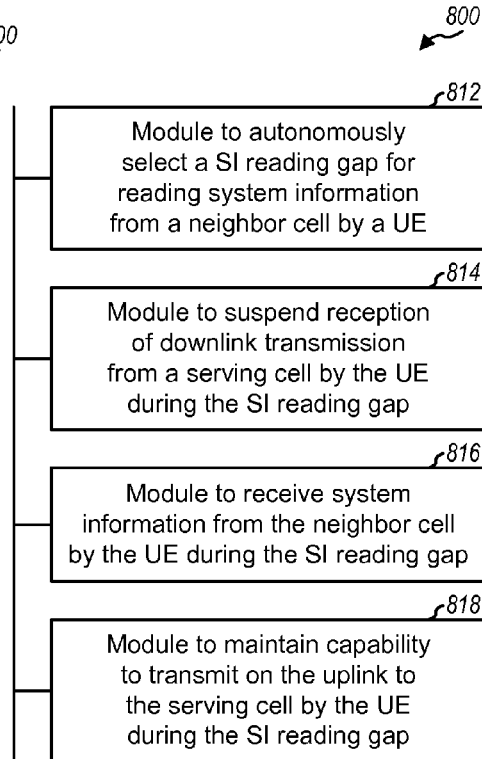 800
812
Module to autonomously
select a SI reading gap for
reading system information
from a neighbor cell by a UE
814
Module to suspend reception
of downlink transmission
from a serving cell by the UE
during the SI reading gap
816
Module to receive system
information from the neighbor cell
by the UE during the SI reading gap
818
Module to maintain capability
to transmit on the uplink to
the serving cell by the UE
during the SI reading gap